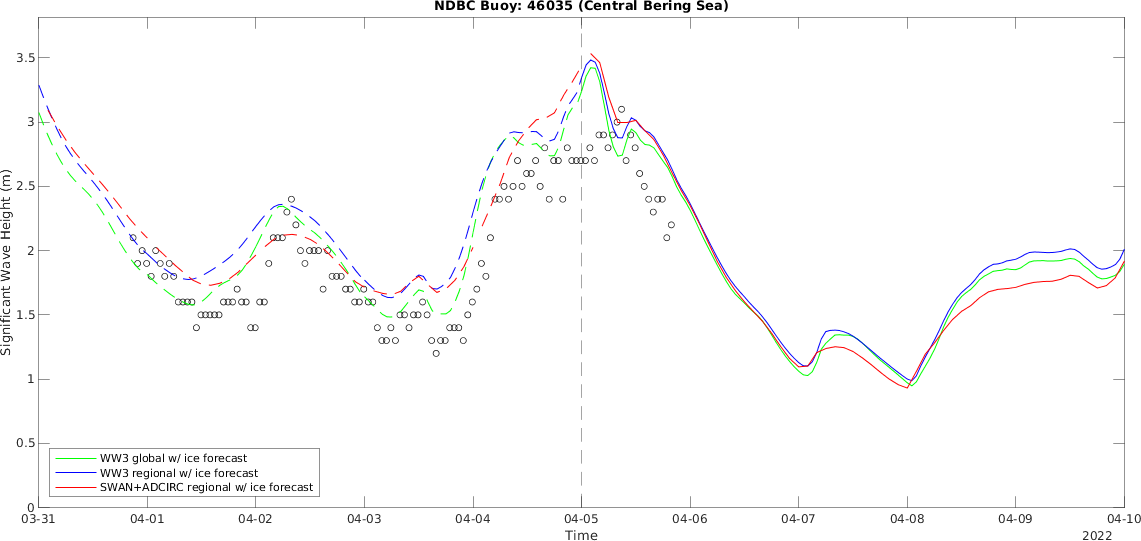 NDBC Buoy: 46035 (Central Bering Sea)
3.5
3
2.5
2
1.5
1
0.5
0
Significant Wave Height (m)
WW3 global w/ ice forecast
WW3 regional w/ ice forecast
SWAN+ADCIRC regional w/ ice forecast
03-31 04-01 04-02 04-03 04-04 04-05 04-06 04-07 04-08 04-09 04-10
Time
2022